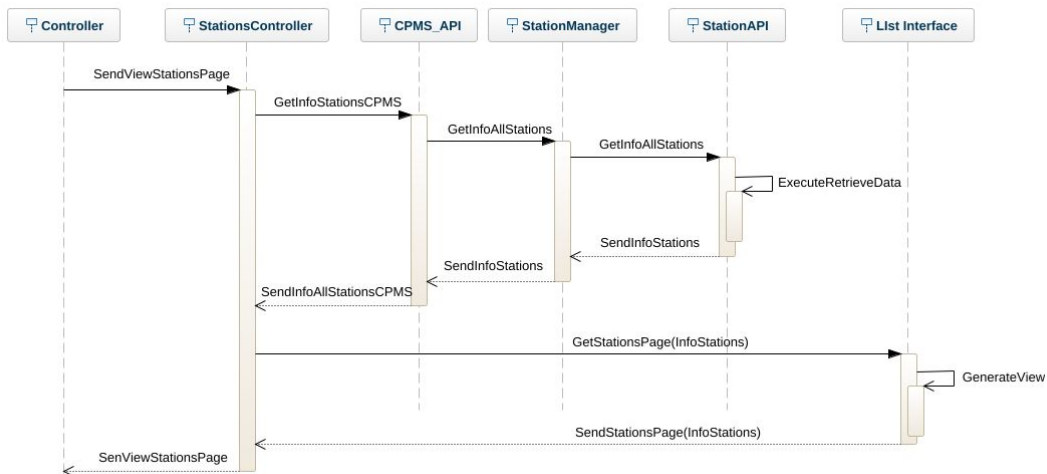 Controller
StationsController
CPMS_API
StationManager
StationAPI
LIst Interface
SendViewStationsPage
GetInfoStationsCPMS
GetInfoAllStations
GetInfoAllStations
ExecuteRetrieveData
SendInfoStations
SendInfoStations
SendInfoAllStationsCPMS
GetStationsPage(InfoStations)
GenerateView
SendStationsPage(InfoStations)
SenViewStationsPage